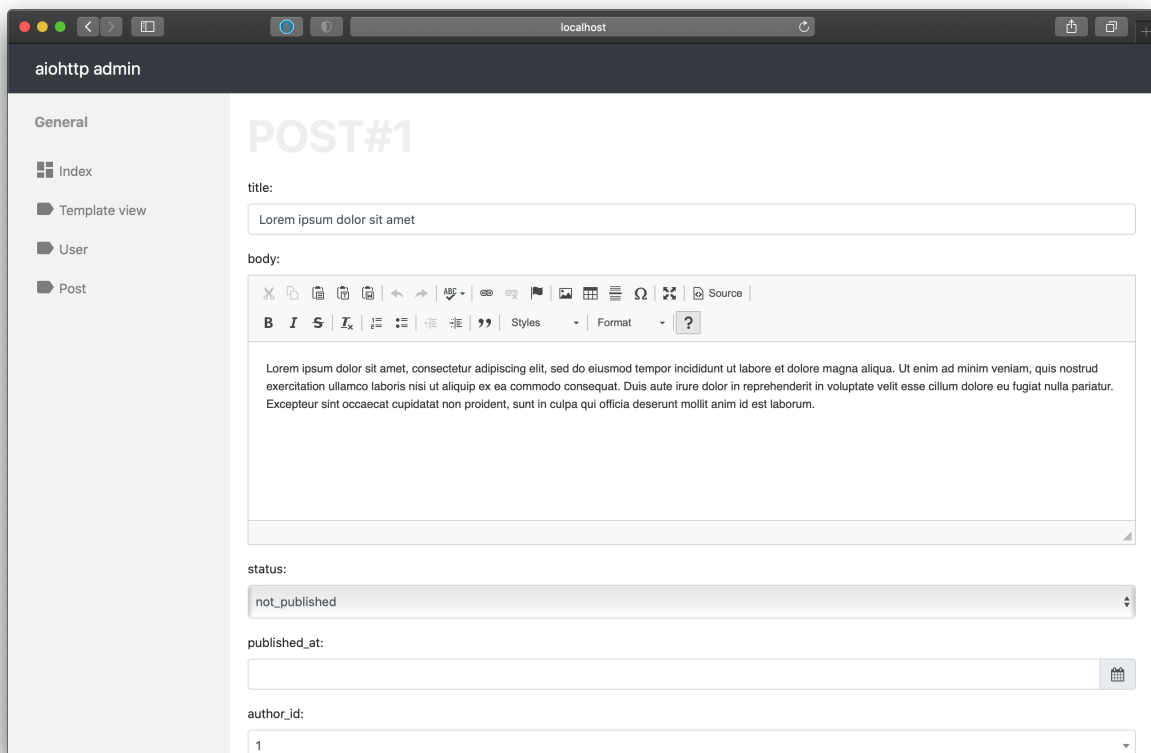 localhost
aiohttp admin
General
Index
Template view
User
Post
POST#1
title:
Lorem ipsum dolor sit amet
body:
ABC
Ω
Source
B I S Ix
Styles
Format
?
Lorem ipsum dolor sit amet, consectetur adipiscing elit, sed do eiusmod tempor incididunt ut labore et dolore magna aliqua. Ut enim ad minim veniam, quis nostrud
exercitation ullamco laboris nisi ut aliquip ex ea commodo consequat. Duis aute irure dolor in reprehenderit in voluptate velit esse cillum dolore eu fugiat nulla pariatur.
Excepteur sint occaecat cupidatat non proident, sunt in culpa qui officia deserunt mollit anim id est laborum.
status:
not_published
published_at:
author_id:
1